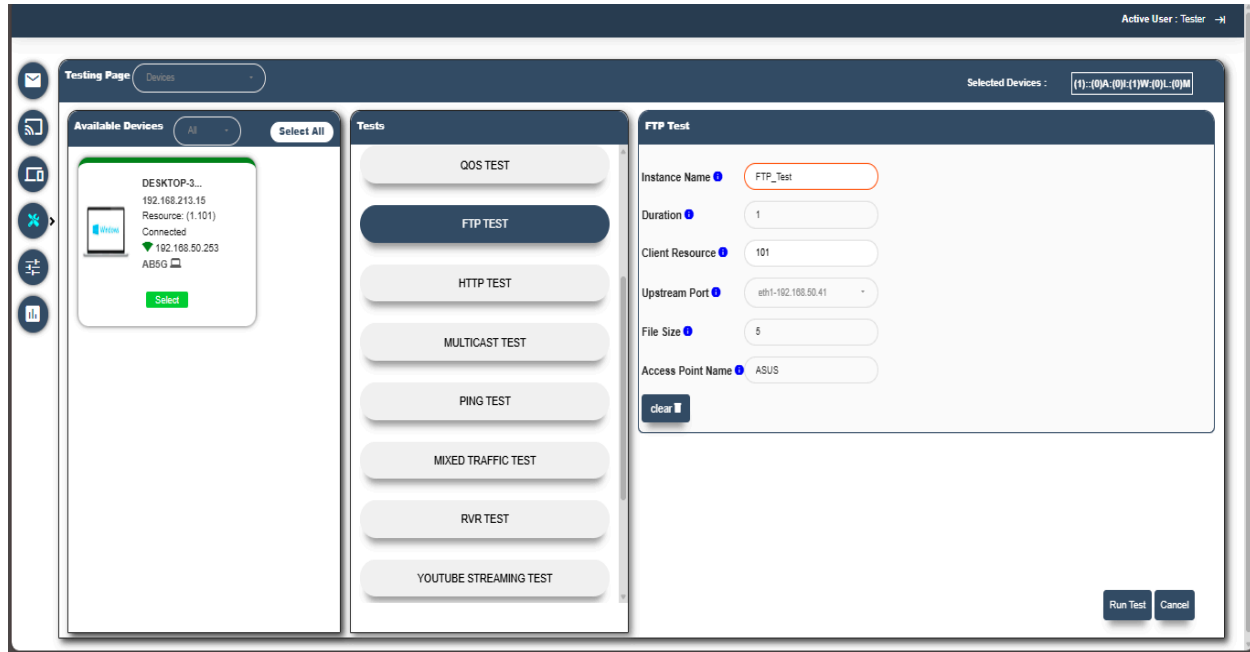 Active User : Tester
Testing Page
Devices
Selected Devices :
(1)::(0)A:(0)I:(1)W:(0)L:(0)M
Available Devices
All
Select All
DESKTOP-3...
192.168.213.15
Resource: (1.101)
Connected
192.168.50.253
AB5G
Select
Windows
Tests
QOS TEST
FTP TEST
HTTP TEST
MULTICAST TEST
PING TEST
MIXED TRAFFIC TEST
RVR TEST
YOUTUBE STREAMING TEST
FTP Test
Instance Name
FTP_Test
Duration
1
Client Resource
101
Upstream Port
eth1-192.168.50.41
File Size
5
Access Point Name
ASUS
clear
Run Test
Cancel